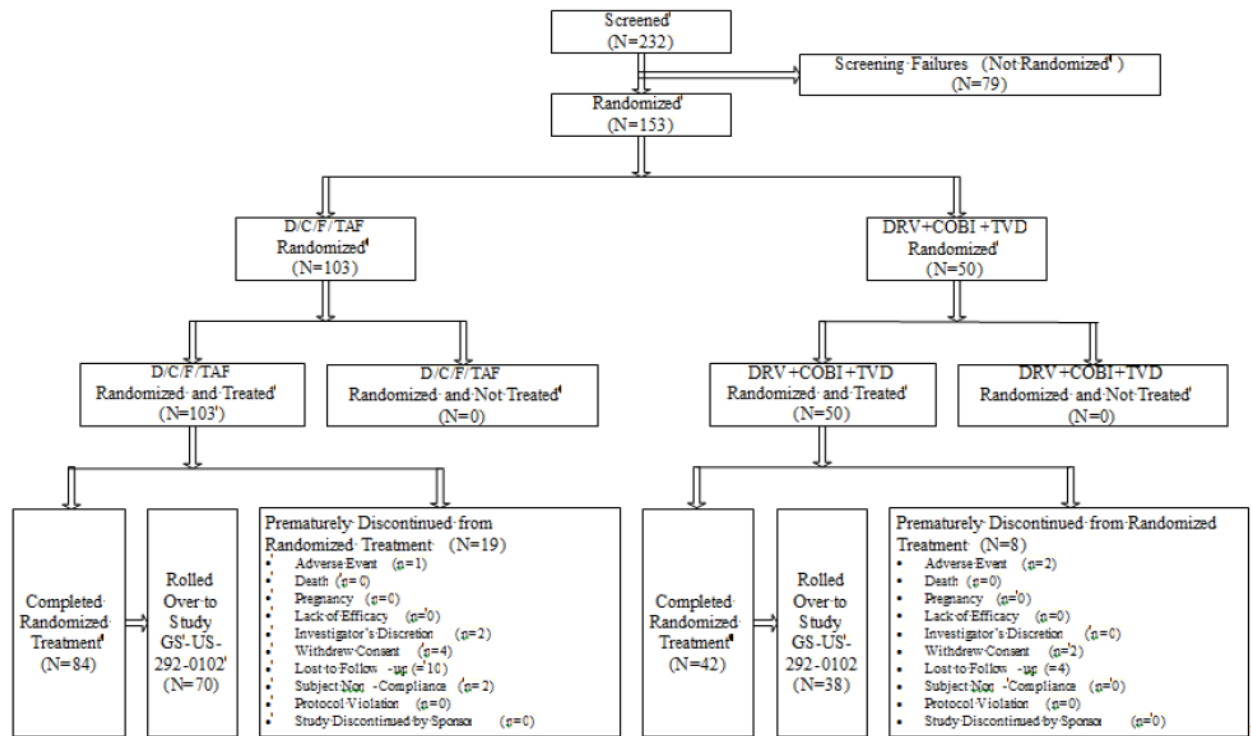 Screened'
(N=232)
Screening Failures (Not Randomized')
(N=79)
Randomized'
(N=153)
D/C/F/TAF
Randomized'
(N=103)
DRV+COBI+TVD
Randomized'
(N=50)
D/C/F/TAF
Randomized and Treated'
(N=103')
D/C/F/TAF
Randomized and Not Treated'
(N=0)
DRV+COBI+TVD
Randomized and Treated'
(N=50)
DRV+COBI+TVD
Randomized and Not Treated'
(N=0)
Completed
Randomized
Treatment'
(N=84)
Rolled
Over to
Study
GS'-US-
292-0102'
(N=70)
Prematurely Discontinued from
Randomized Treatment (N=19)
• Adverse Event (n=1)
• Death (n=0)
• Pregnancy (n=0)
• Lack of Efficacy (n='0)
• Investigator's Discretion (n=2)
• Withdrew Consent (n=4)
• Lost to Follow -up (='10)
• Subject Non -Compliance ('n=2)
• Protocol Violation (n=0)
• Study Discontinued by Sponsor (n=0)
Completed
Randomized
Treatment'
(N=42)
Rolled
Over to
Study
GS'-US'-
292-0102
(N=38)
Prematurely Discontinued from Randomized
Treatment (N=8)
• Adverse Event (n=2)
• Death (n=0)
• Pregnancy (n='0)
• Lack of Efficacy (n=0)
• Investigator's Discretion ('n=0)
• Withdrew Consent (n='2)
• Lost to Follow -up (=4)
• Subject Non -Compliance (n='0)
• Protocol Violation (n=0)
• Study Discontinued by Sponsor (n='0)